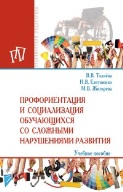 В.В. Ткачёва
И.В. Евтушенко
М.Б. Жигорева
ПРОФОРИЕНТАЦИЯ И
СОЦИАЛИЗАЦИЯ
ОБУЧАЮЩИХСЯ
СО СЛОЖНЫМИ
НАРУШЕНИЯМИ РАЗВИТИЯ
Учебное пособие